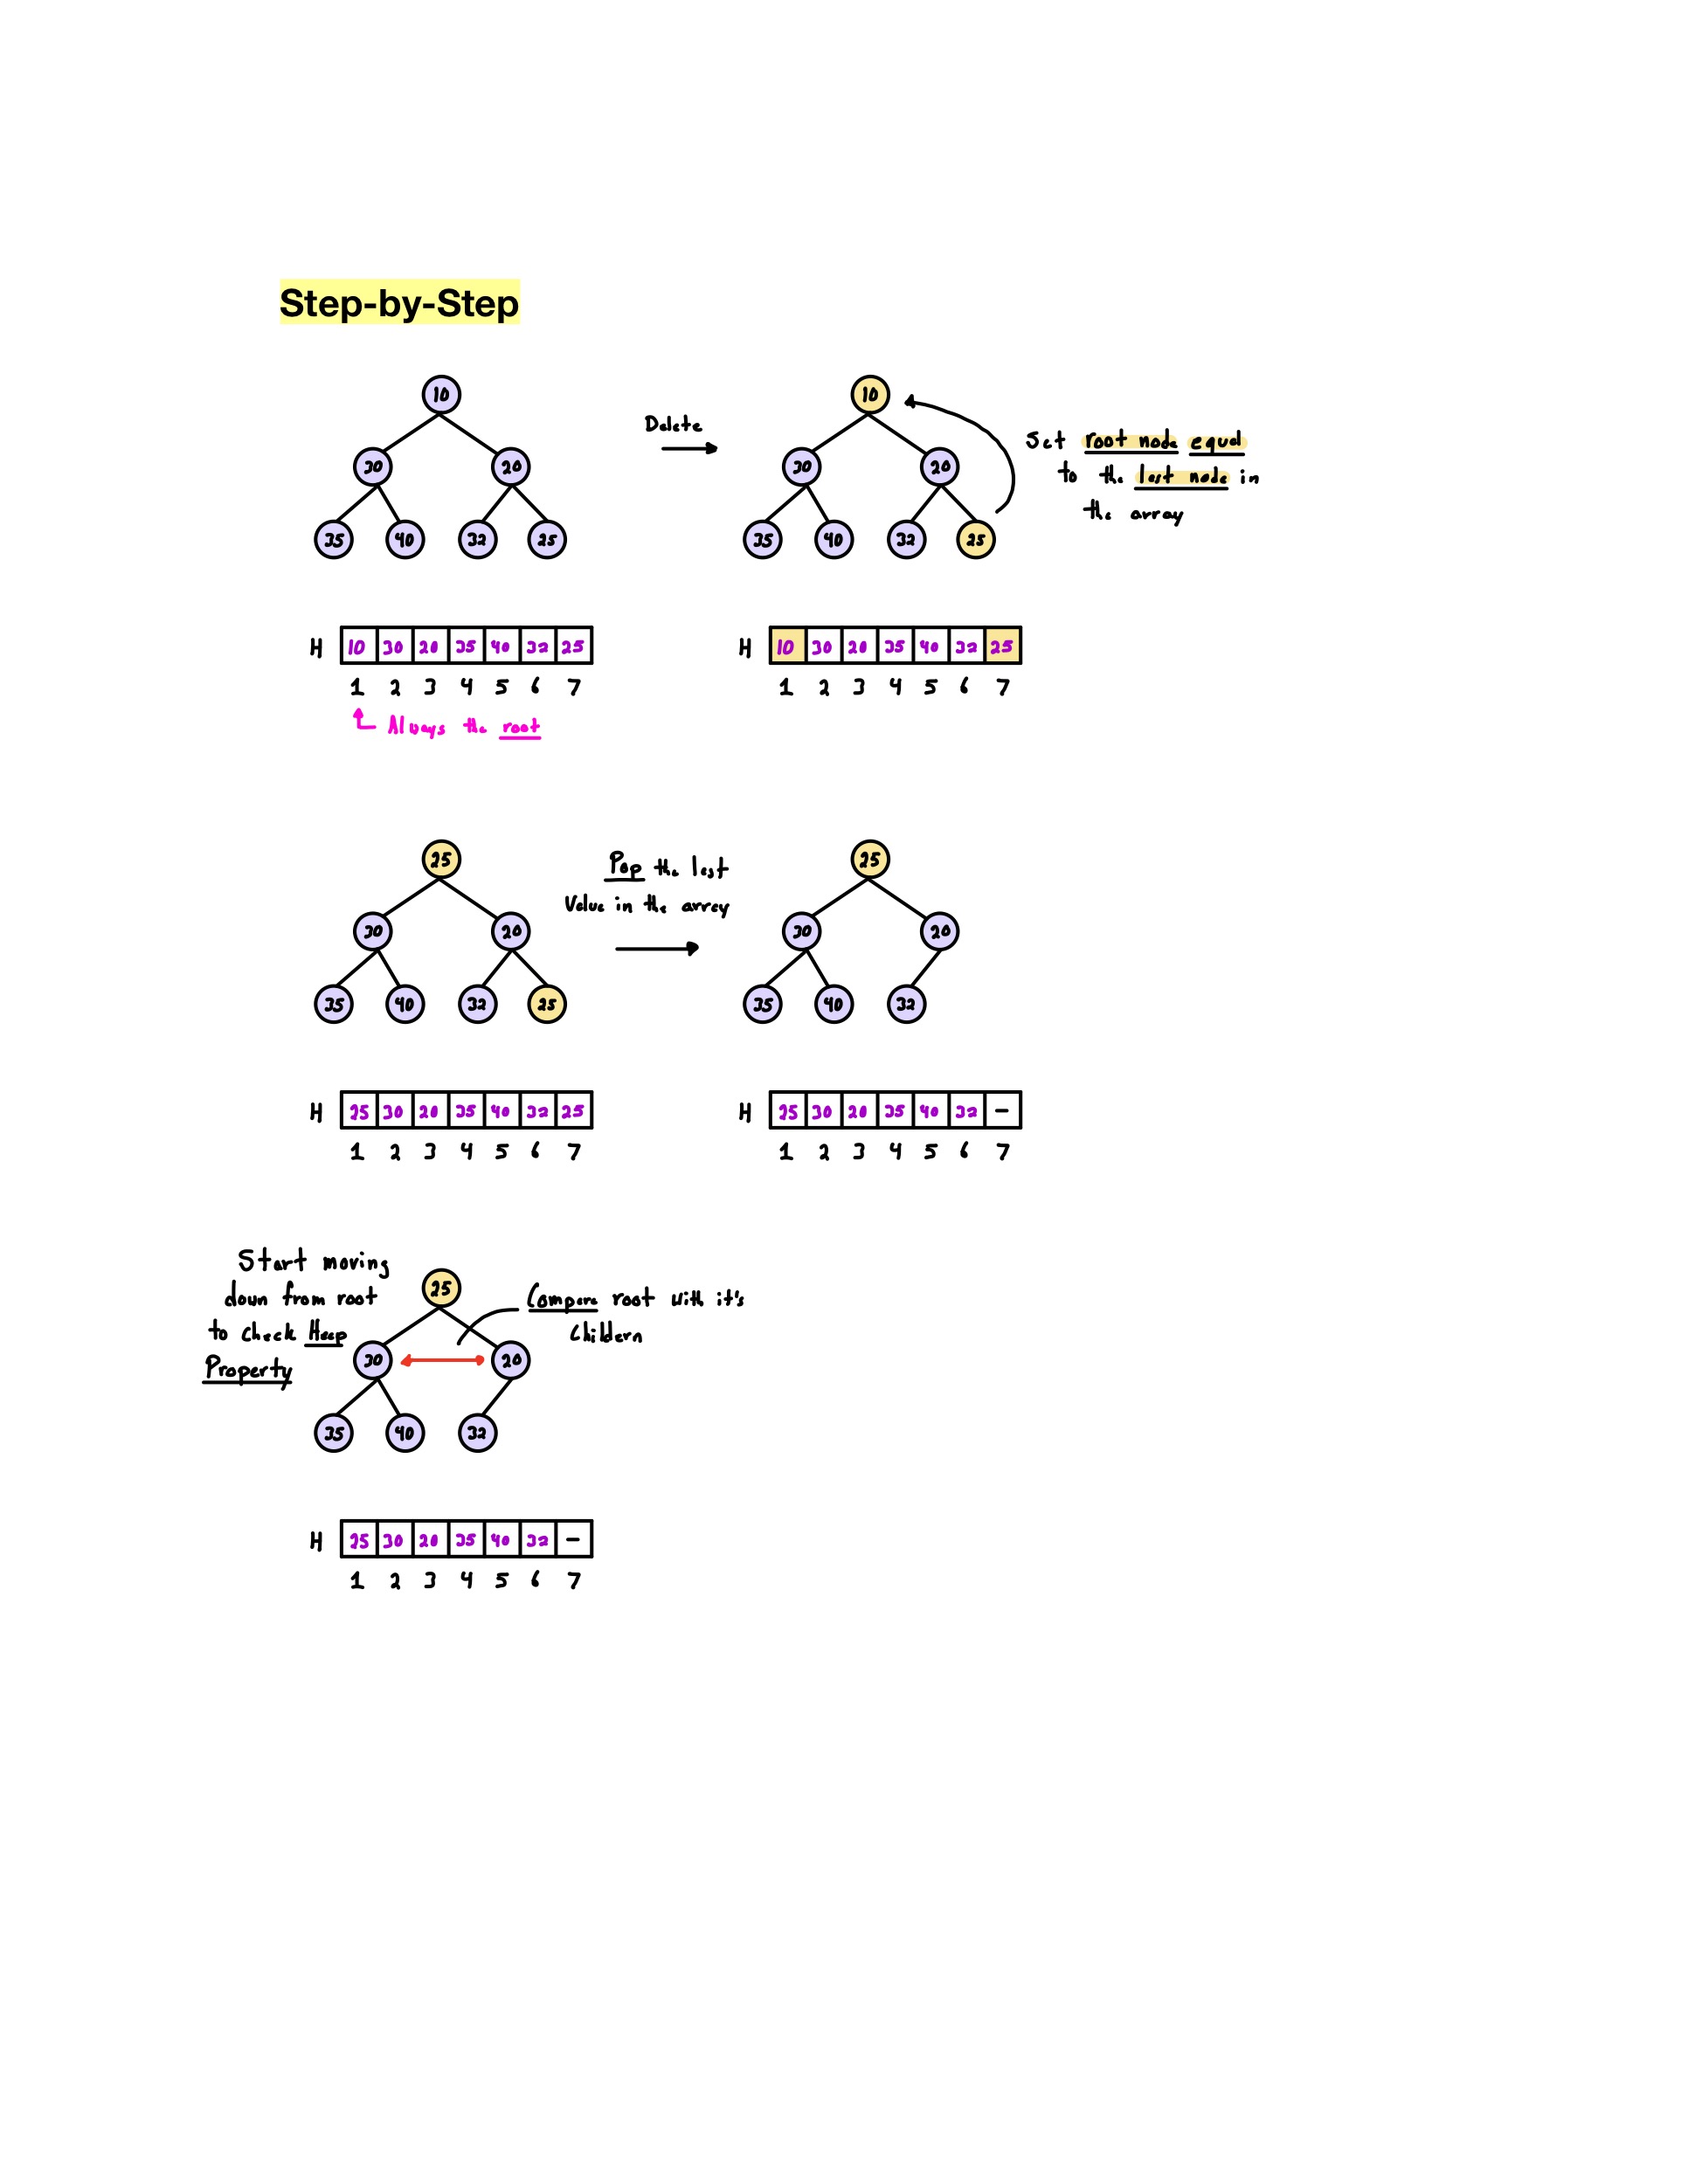 Step-by-Step
10
30 20
35 40 32 25
Delete
10
30 20
35 40 32 25
Set root node equal
to the last node in
the array
H 10 30 20 35 40 32 25
1 2 3 4 5 6 7
Always the root
H 10 30 20 35 40 32 25
1 2 3 4 5 6 7
25
30 20
35 40 32 25
Pop the last
Value in the array
25
30 20
35 40 32
H 25 30 20 35 40 32 25
1 2 3 4 5 6 7
H 25 30 20 35 40 32 -
1 2 3 4 5 6 7
Start moving
down from root
to check Heap
Property
25
30 20
35 40 32
Compare root with it's
Childern
H 25 30 20 35 40 32 -
1 2 3 4 5 6 7